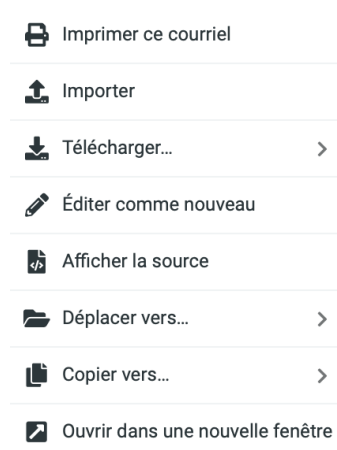 Imprimer ce courriel
Importer
Télécharger...
Éditer comme nouveau
Afficher la source
Déplacer vers...
Copier vers...
Ouvrir dans une nouvelle fenêtre